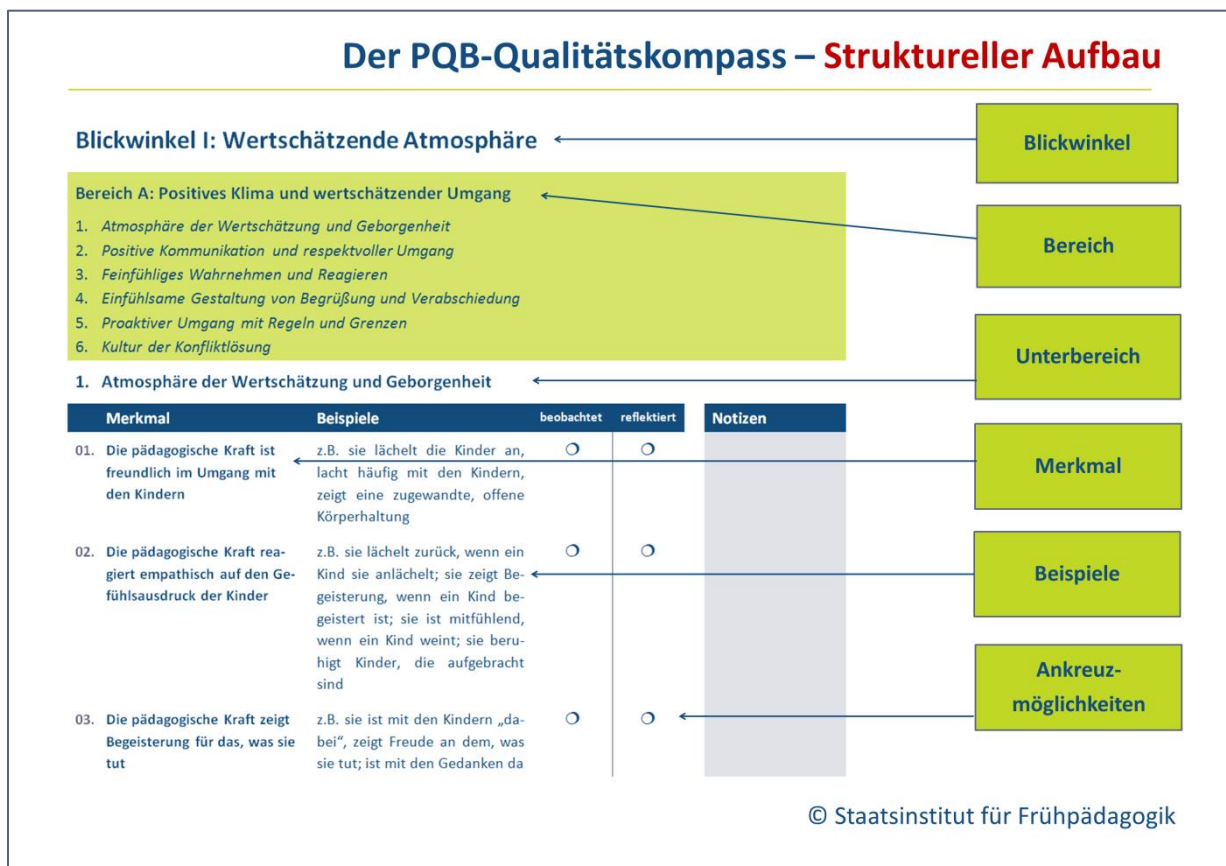 Der PQB-Qualitätskompass – Struktureller Aufbau
Blickwinkel I: Wertschätzende Atmosphäre
Blickwinkel
Bereich A: Positives Klima und wertschätzender Umgang
1. Atmosphäre der Wertschätzung und Geborgenheit
2. Positive Kommunikation und respektvoller Umgang
3. Feinfühliges Wahrnehmen und Reagieren
4. Einfühlsame Gestaltung von Begrüßung und Verabschiedung
5. Proaktiver Umgang mit Regeln und Grenzen
6. Kultur der Konfliktlösung
Bereich
1. Atmosphäre der Wertschätzung und Geborgenheit
Unterbereich
Merkmal Beispiele beobachtet reflektiert Notizen
01. Die pädagogische Kraft ist
freundlich im Umgang mit
den Kindern
z.B. sie lächelt die Kinder an,
lacht häufig mit den Kindern,
zeigt eine zugewandte, offene
Körperhaltung
Merkmal
02. Die pädagogische Kraft rea-
giert empathisch auf den Ge-
fühlsausdruck der Kinder
z.B. sie lächelt zurück, wenn ein
Kind sie anlächelt; sie zeigt Be-
geisterung, wenn ein Kind be-
geistert ist; sie ist mitfühlend,
wenn ein Kind weint; sie beru-
higt Kinder, die aufgebracht
sind
Beispiele
03. Die pädagogische Kraft zeigt
Begeisterung für das, was sie
tut
z.B. sie ist mit den Kindern „da-
bei“, zeigt Freude an dem, was
sie tut; ist mit den Gedanken da
Ankreuz-
möglichkeiten
© Staatsinstitut für Frühpädagogik